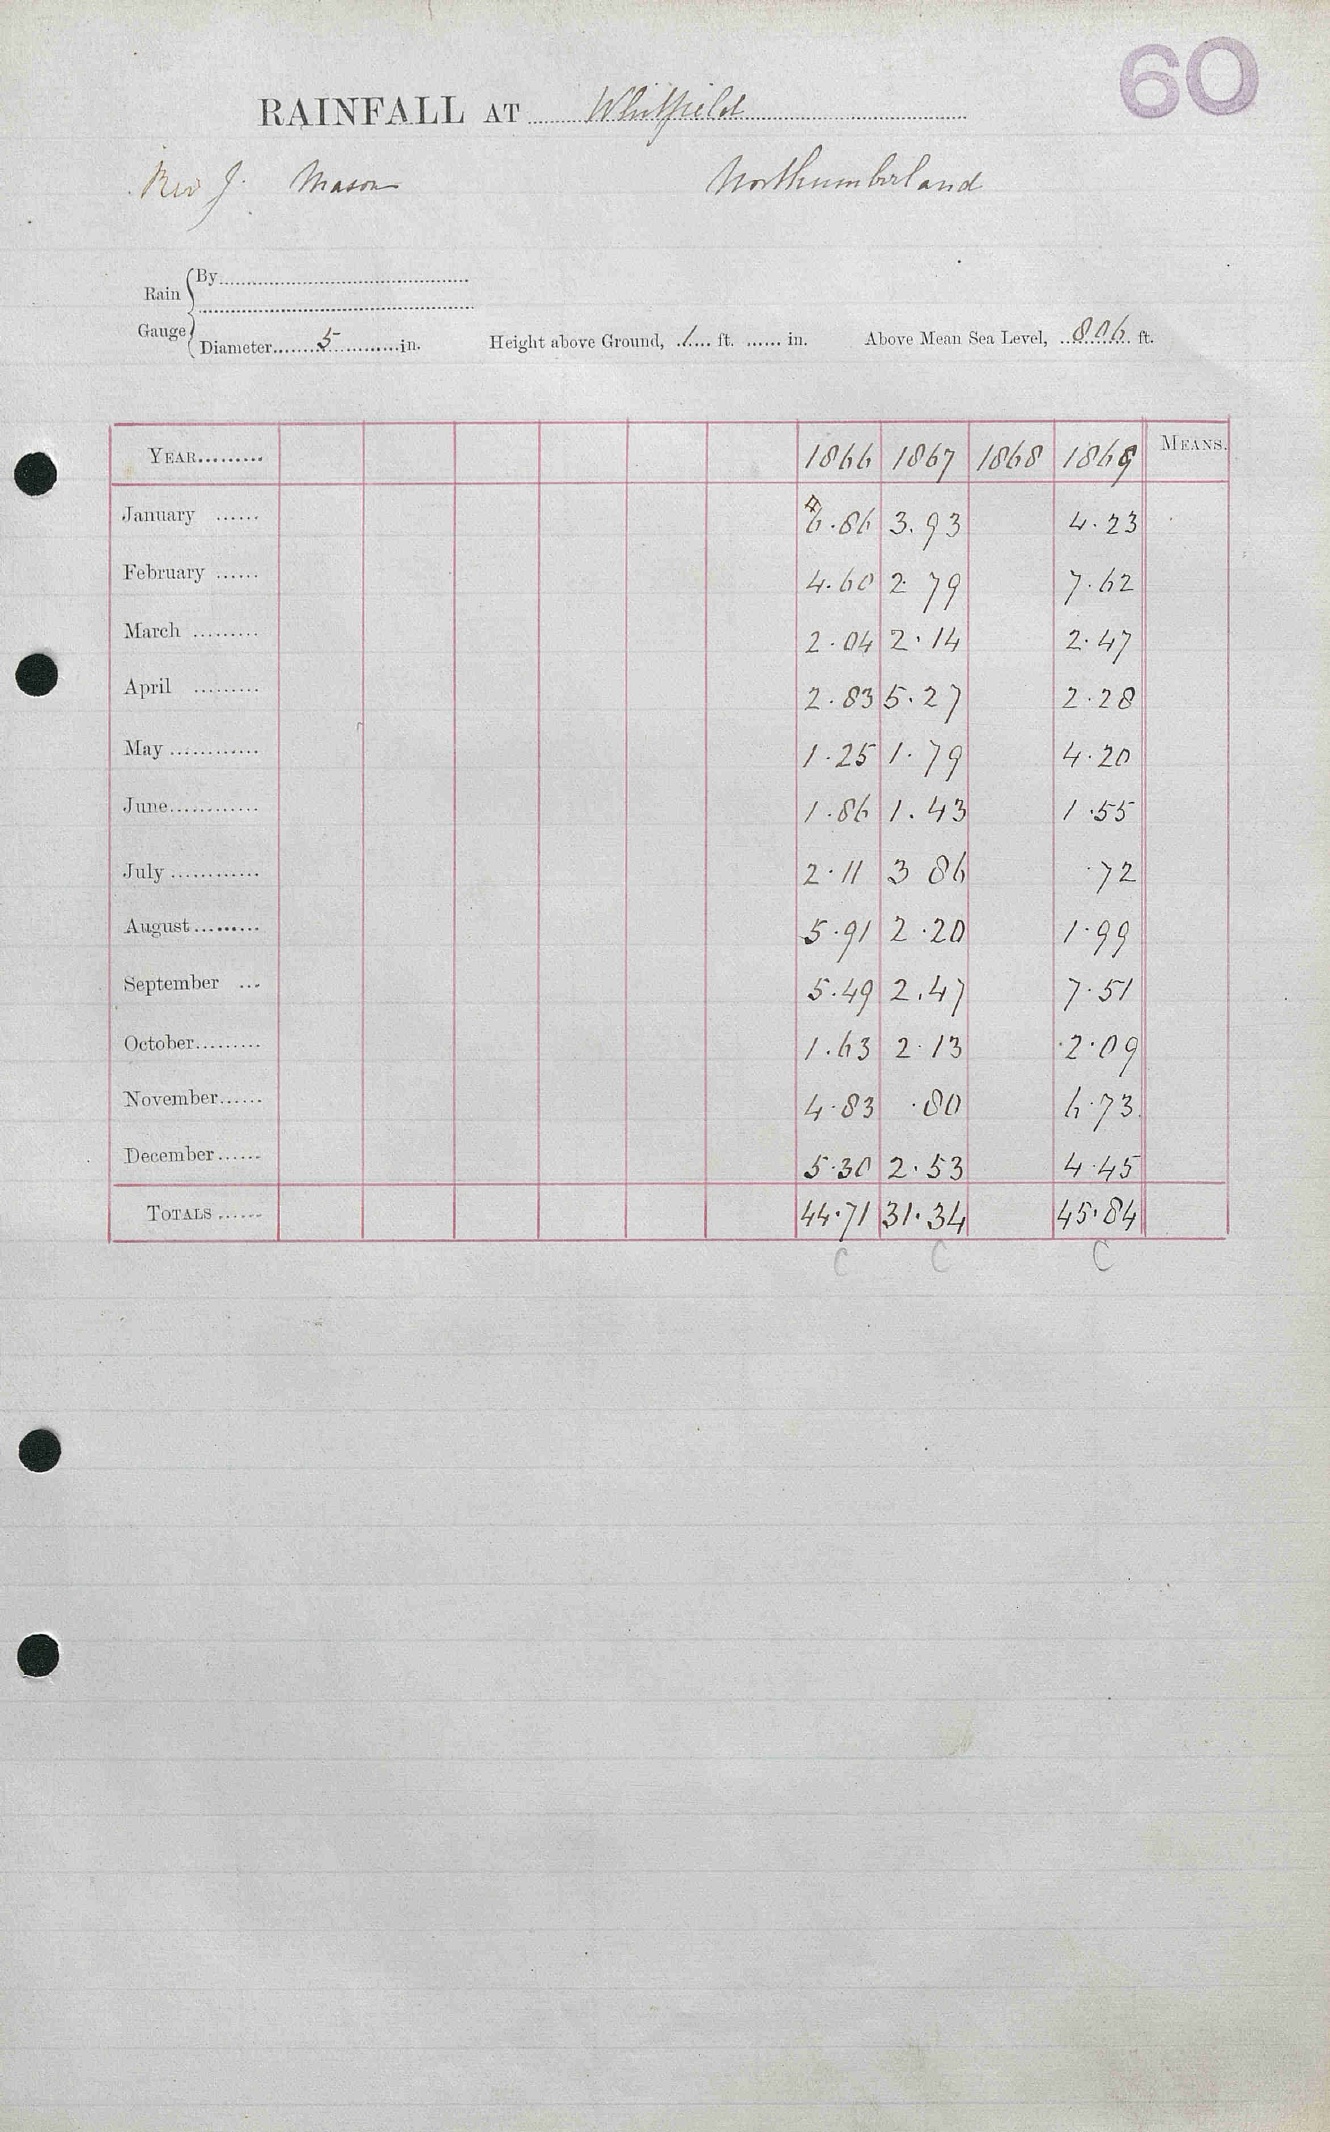 60
RAINFALL AT Whitfield
Rev J. Mason Northumberland
Rain Gauge
By
Diameter 5 in. Height above Ground, 1 ft. in. Above Mean Sea Level, 806 ft.
YEAR 1866 1867 1868 1869 MEANS.
January 6.86 3.93 4.23
February 4.60 2 79 7.62
March 2.04 2.14 2.47
April 2.83 5.27 2.28
May 1.25 1.79 4.20
June 1.86 1.43 1.55
July 2.11 3 86 .72
August 5.91 2.20 1.99
September 5.49 2.47 7.51
October 1.63 2.13 2.09
November 4.83 .80 6.73
December 5.30 2.53 4.45
TOTALS 44.71 31.34 45.84
C C C